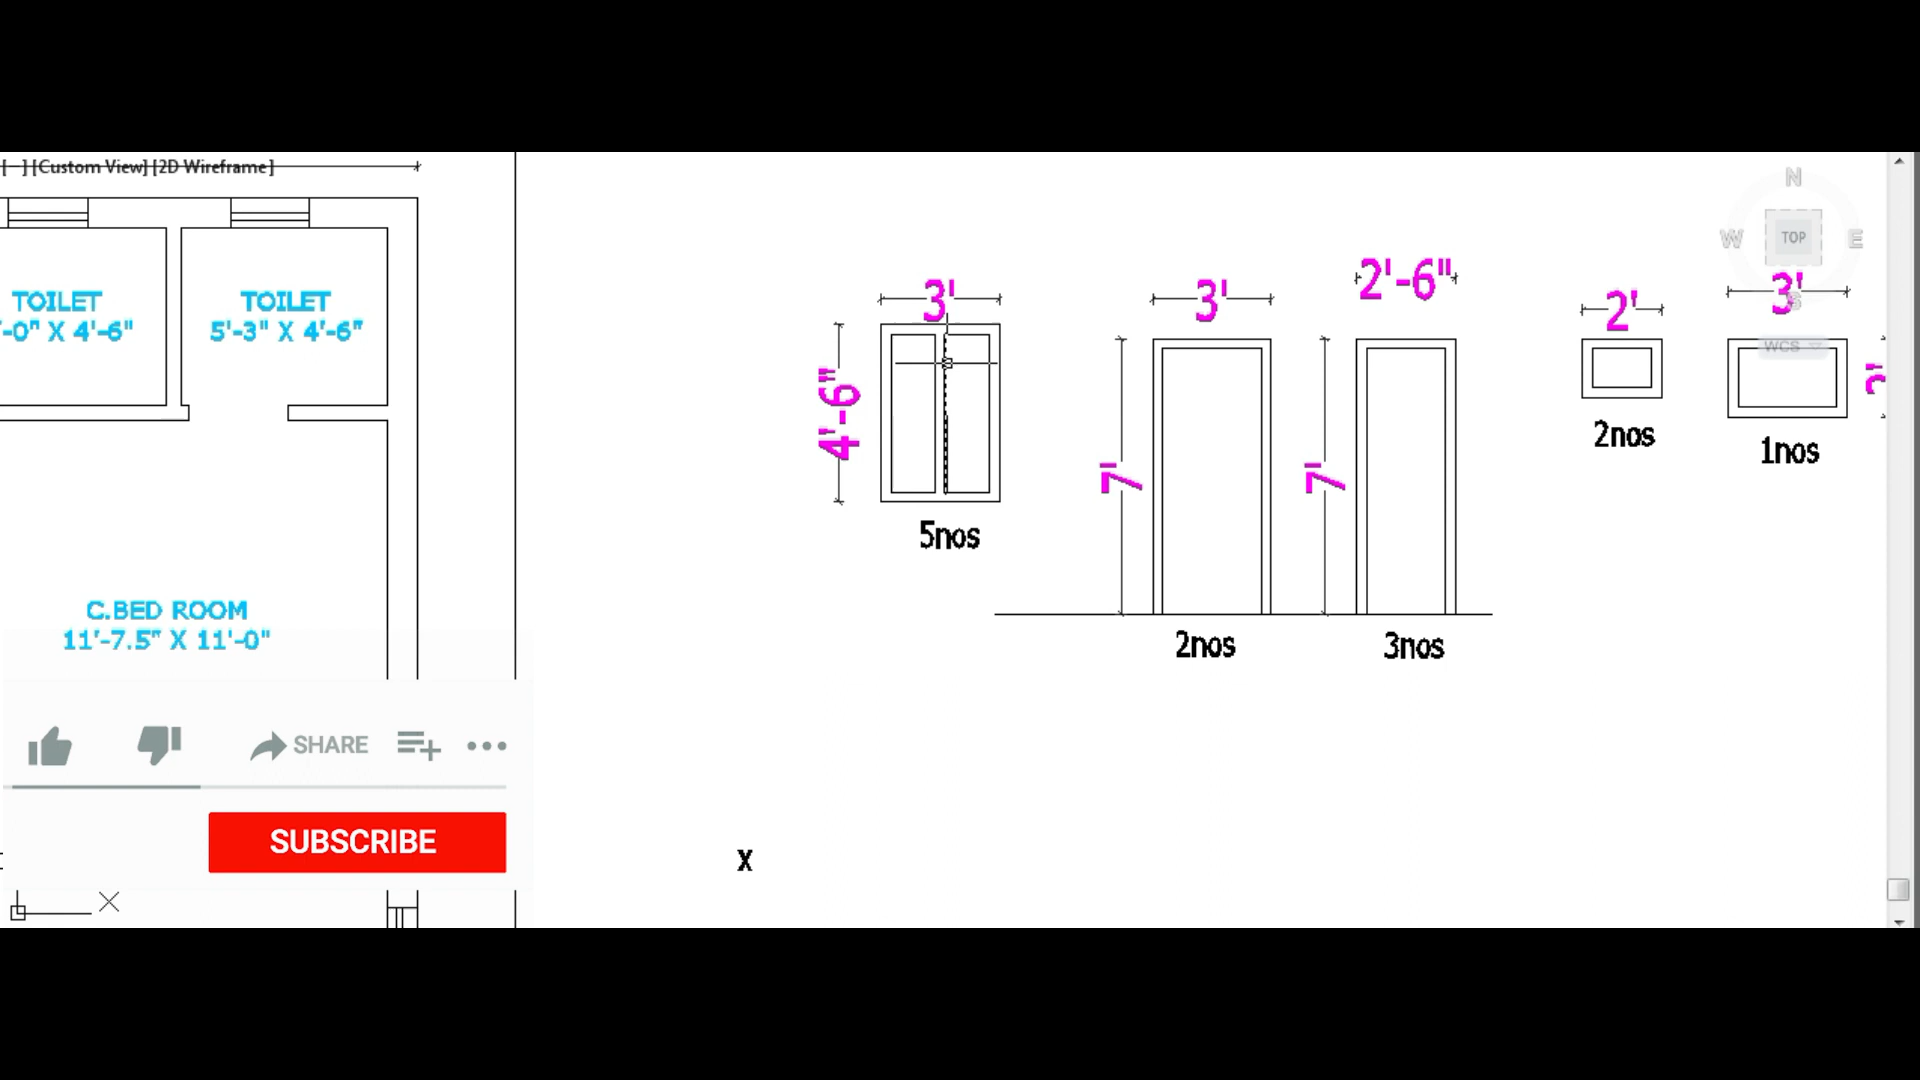 [−] [Custom View] [2D Wireframe]
TOILET
4'-6"
TOILET
5'-3" X 4'-6"
C.BED ROOM
11'-7.5" X 11'-0"
SHARE
SUBSCRIBE
X
3'
4'-6"
5nos
3'
7'
2nos
2'-6"
7'
3nos
2'
2nos
3'
1nos
N
W
TOP
E
S
WCS